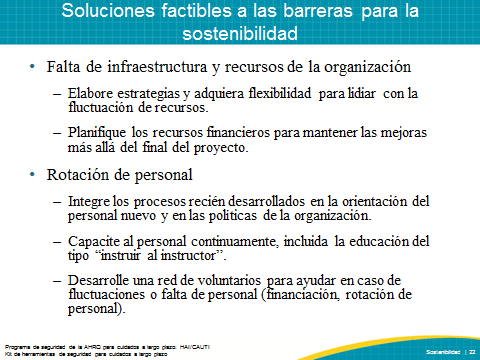 Soluciones factibles a las barreras para la
sostenibilidad
• Falta de infraestructura y recursos de la organización
– Elabore estrategias y adquiera flexibilidad para lidiar con la
fluctuación de recursos.
– Planifique los recursos financieros para mantener las mejoras
más allá del final del proyecto.
• Rotación de personal
– Integre los procesos recién desarrollados en la orientación del
personal nuevo y en las políticas de la organización.
– Capacite al personal continuamente, incluida la educación del
tipo “instruir al instructor”.
– Desarrolle una red de voluntarios para ayudar en caso de
fluctuaciones o falta de personal (financiación, rotación de
personal).
Programa de seguridad de la AHRG para cuidados a largo plazo: HAI/CAUTI
Kit de herramientas de seguridad para cuidados a largo plazo
Sostenibilidad | 22